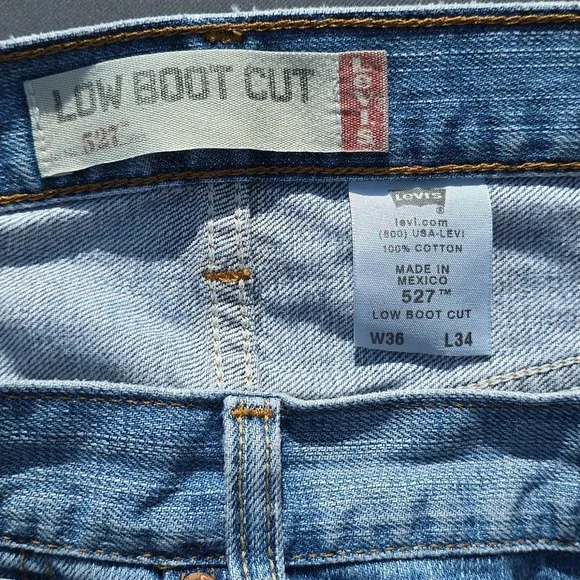 LOW BOOT CUT
527™
LEVI'S
Levi's ®
levi.com
(800) USA-LEVI
100% COTTON
MADE IN
MEXICO
527™
LOW BOOT CUT
W36 L34